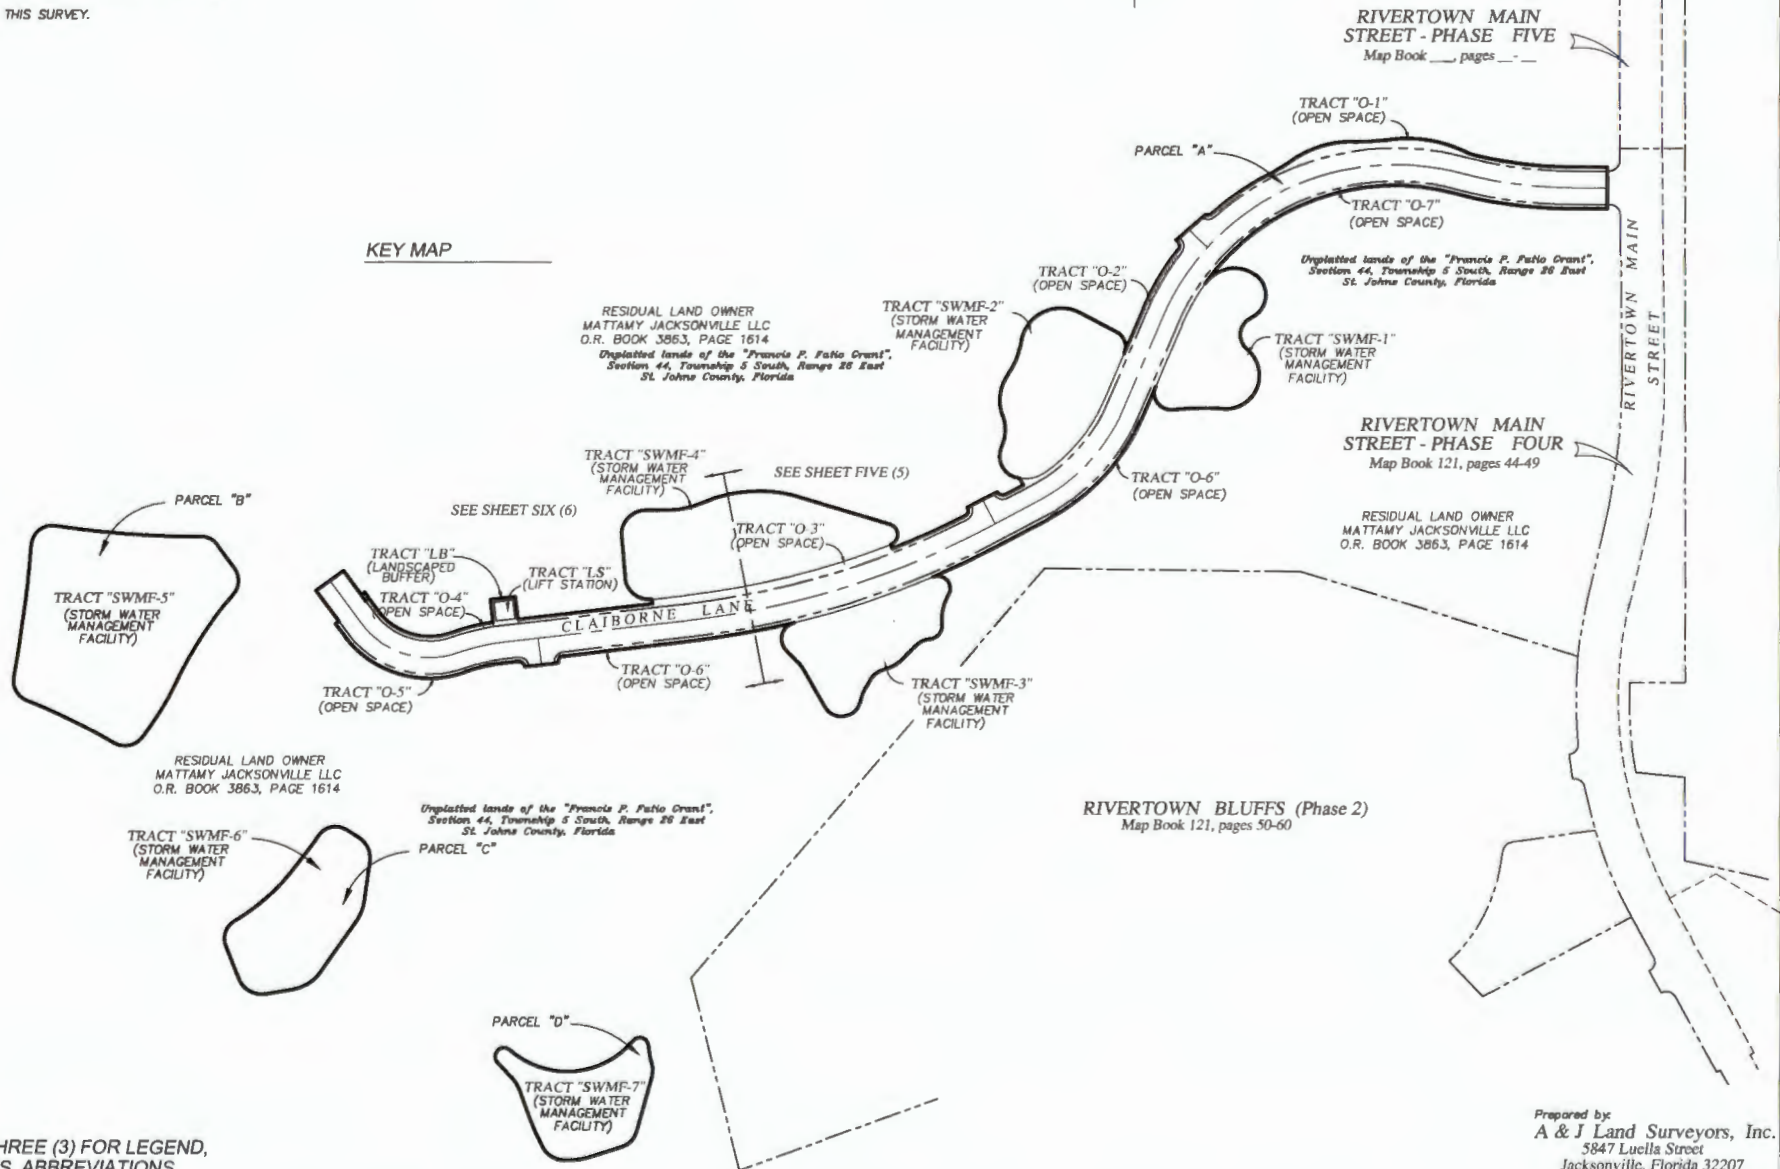 THIS SURVEY.
RIVERTOWN MAIN
STREET - PHASE FIVE
Map Book ___, pages __-__
TRACT "O-1"
(OPEN SPACE)
PARCEL "A"
TRACT "O-7"
(OPEN SPACE)
KEY MAP
Unplatted lands of the "Francis P. Fatio Grant",
Section 44, Township 5 South, Range 26 East
St. Johns County, Florida
RIVERTOWN MAIN
STREET
TRACT "O-2"
(OPEN SPACE)
TRACT "SWMF-2"
(STORM WATER
MANAGEMENT
FACILITY)
RESIDUAL LAND OWNER
MATTAMY JACKSONVILLE LLC
O.R. BOOK 3863, PAGE 1614
Unplatted lands of the "Francis P. Fatio Grant",
Section 44, Township 5 South, Range 26 East
St. Johns County, Florida
TRACT "SWMF-1"
(STORM WATER
MANAGEMENT
FACILITY)
RIVERTOWN MAIN
STREET - PHASE FOUR
Map Book 121, pages 44-49
TRACT "SWMF-4"
(STORM WATER
MANAGEMENT
FACILITY)
SEE SHEET FIVE (5)
TRACT "O-6"
(OPEN SPACE)
PARCEL "B"
SEE SHEET SIX (6)
TRACT "O-3"
(OPEN SPACE)
RESIDUAL LAND OWNER
MATTAMY JACKSONVILLE LLC
O.R. BOOK 3863, PAGE 1614
TRACT "LB"
(LANDSCAPED
BUFFER)
TRACT "LS"
(LIFT STATION)
TRACT "SWMF-5"
(STORM WATER
MANAGEMENT
FACILITY)
TRACT "O-4"
(OPEN SPACE)
CLAIBORNE LANE
TRACT "O-6"
(OPEN SPACE)
TRACT "O-5"
(OPEN SPACE)
TRACT "SWMF-3"
(STORM WATER
MANAGEMENT
FACILITY)
RESIDUAL LAND OWNER
MATTAMY JACKSONVILLE LLC
O.R. BOOK 3863, PAGE 1614
Unplatted lands of the "Francis P. Fatio Grant",
Section 44, Township 5 South, Range 26 East
St. Johns County, Florida
RIVERTOWN BLUFFS (Phase 2)
Map Book 121, pages 50-60
TRACT "SWMF-6"
(STORM WATER
MANAGEMENT
FACILITY)
PARCEL "C"
PARCEL "D"
TRACT "SWMF-7"
(STORM WATER
MANAGEMENT
FACILITY)
HREE (3) FOR LEGEND,
S, ABBREVIATIONS
Prepared by:
A & J Land Surveyors, Inc.
5847 Luella Street
Jacksonville, Florida 32207